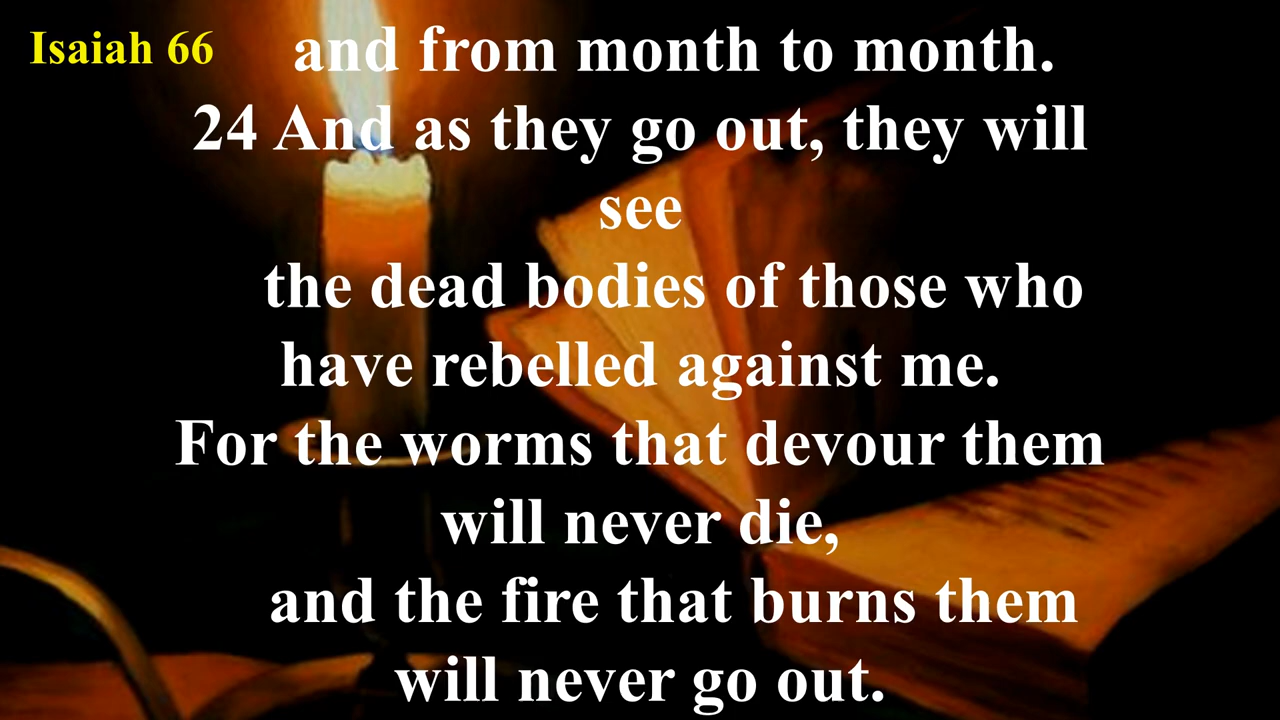 Isaiah 66
and from month to month.
24 And as they go out, they will
see
the dead bodies of those who
have rebelled against me.
For the worms that devour them
will never die,
and the fire that burns them
will never go out.